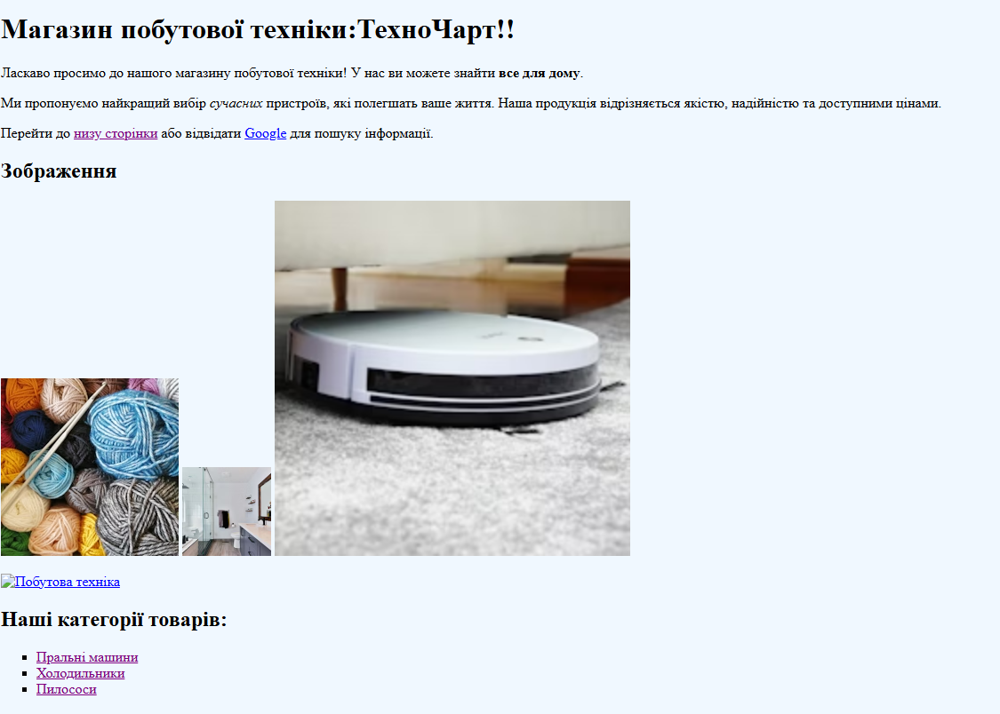 Магазин побутової техніки:ТехноЧарт!!
Ласкаво просимо до нашого магазину побутової техніки! У нас ви можете знайти все для дому.
Ми пропонуємо найкращий вибір сучасних пристроїв, які полегшать ваше життя. Наша продукція відрізняється якістю, надійністю та доступними цінами.
Перейти до низу сторінки або відвідати Google для пошуку інформації.
Зображення
Побутова техніка
Наші категорії товарів:
Пральні машини
Холодильники
Пилососи